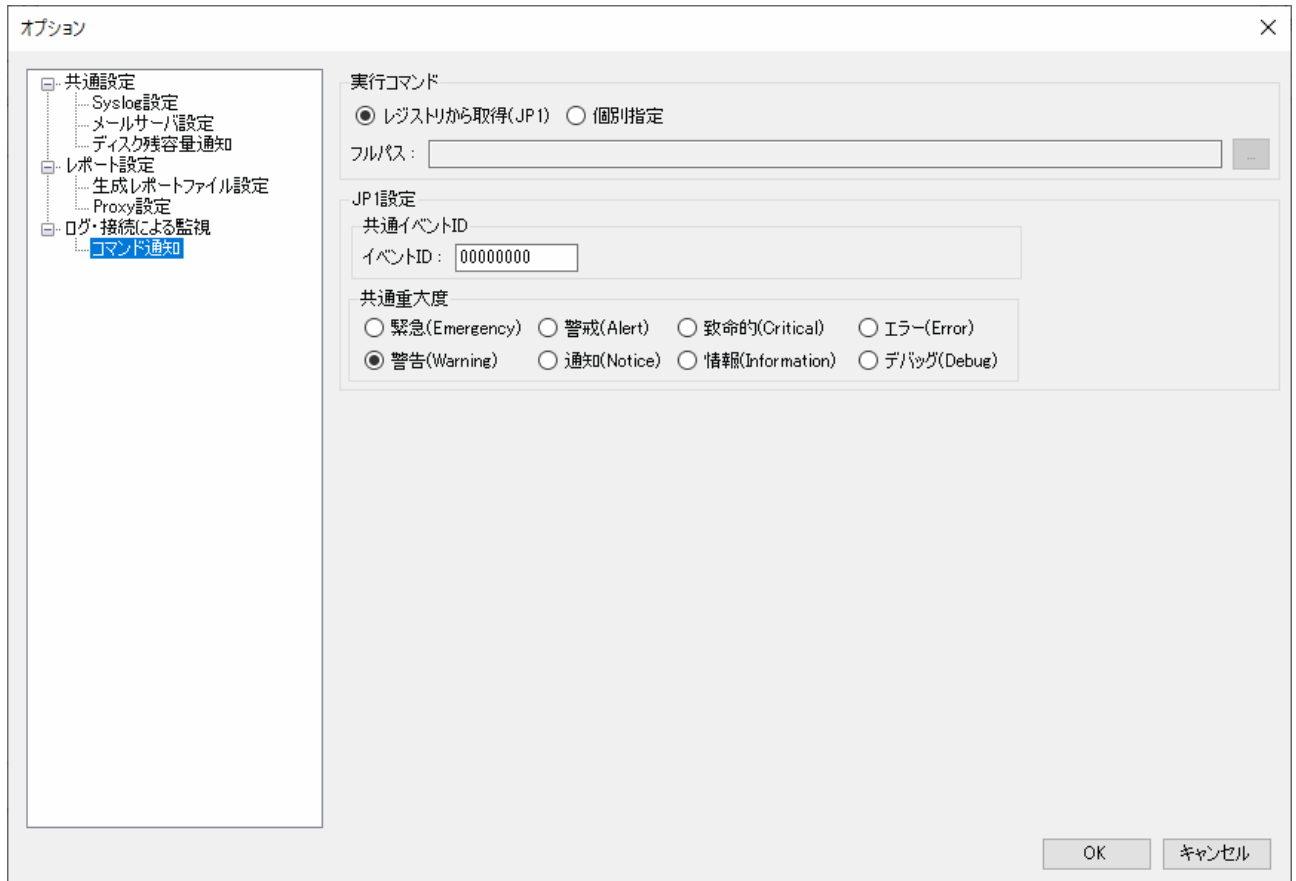 オプション
共通設定
Syslog設定
メールサーバ設定
ディスク残容量通知
レポート設定
生成レポートファイル設定
Proxy設定
ログ・接続による監視
コマンド通知
実行コマンド
レジストリから取得(JP1) 個別指定
フルパス : ...
JP1設定
共通イベントID
イベントID : 00000000
共通重大度
緊急(Emergency) 警戒(Alert) 致命的(Critical) エラー(Error)
警告(Warning) 通知(Notice) 情報(Information) デバッグ(Debug)
OK キャンセル